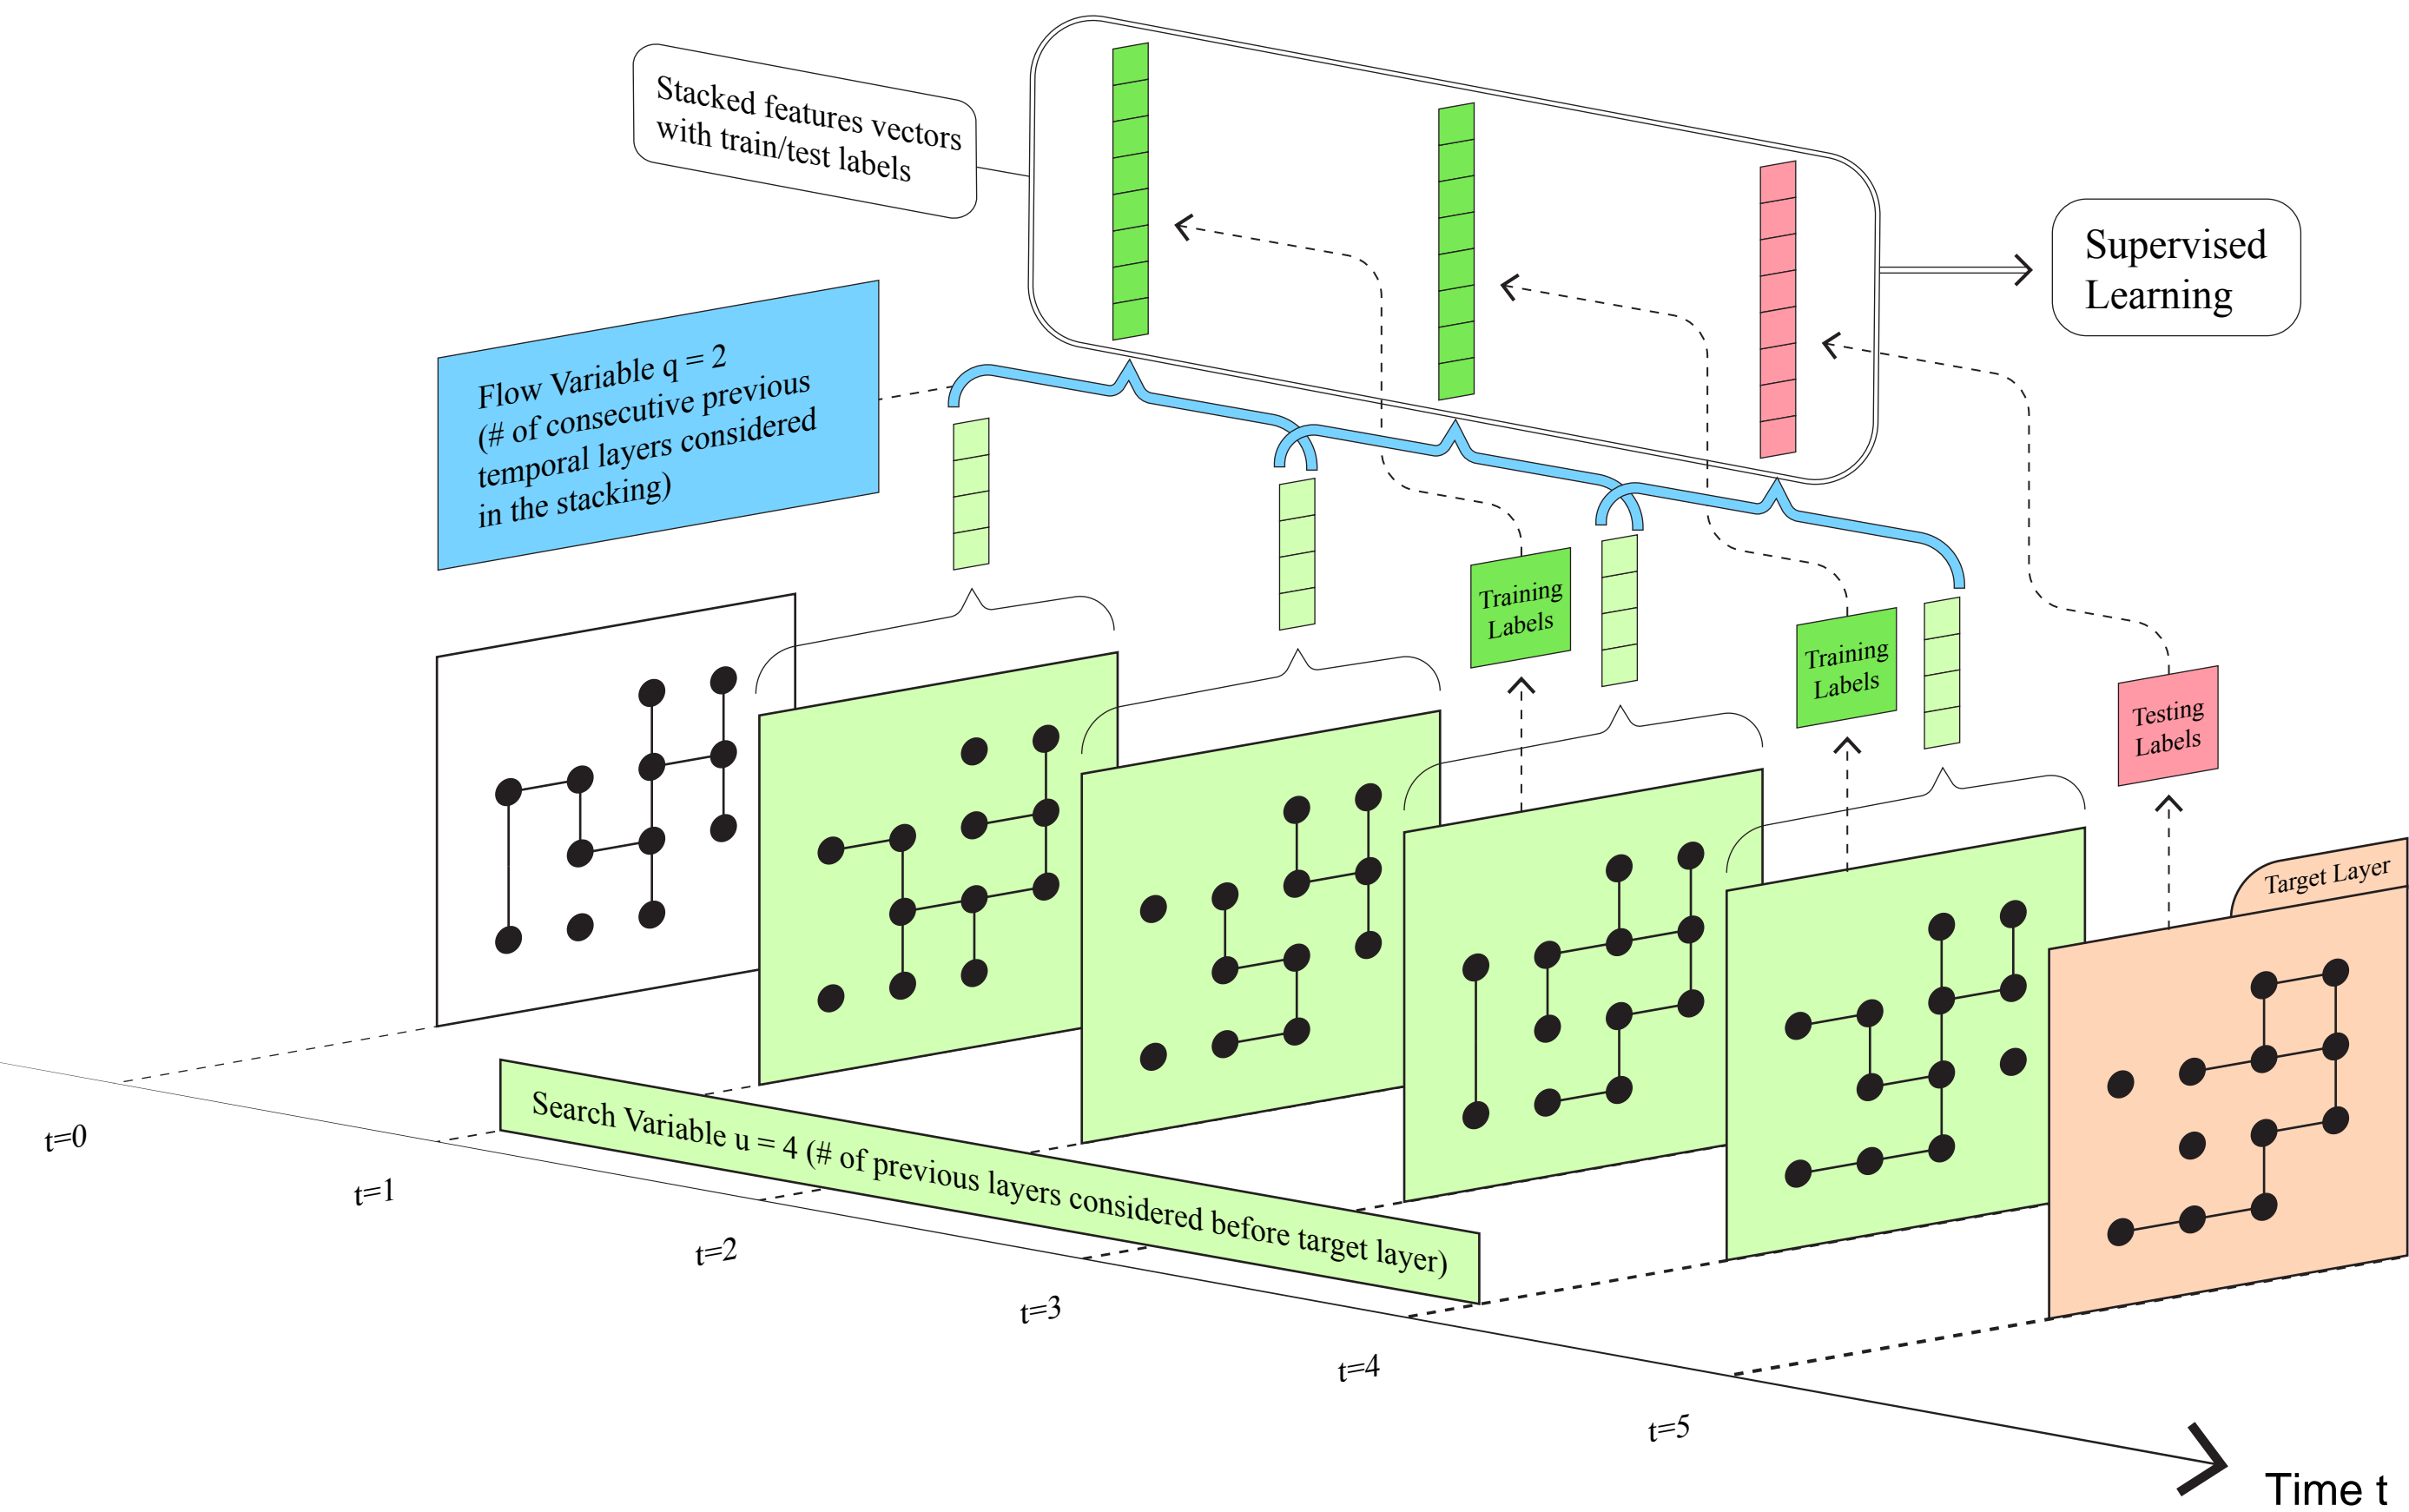 Stacked features vectors
with train/test labels
Supervised
Learning
Flow Variable q = 2
(# of consecutive previous
temporal layers considered
in the stacking)
Training
Labels
Training
Labels
Testing
Labels
Target Layer
Search Variable u = 4 (# of previous layers considered before target layer)
t=0
t=1
t=2
t=3
t=4
t=5
Time t